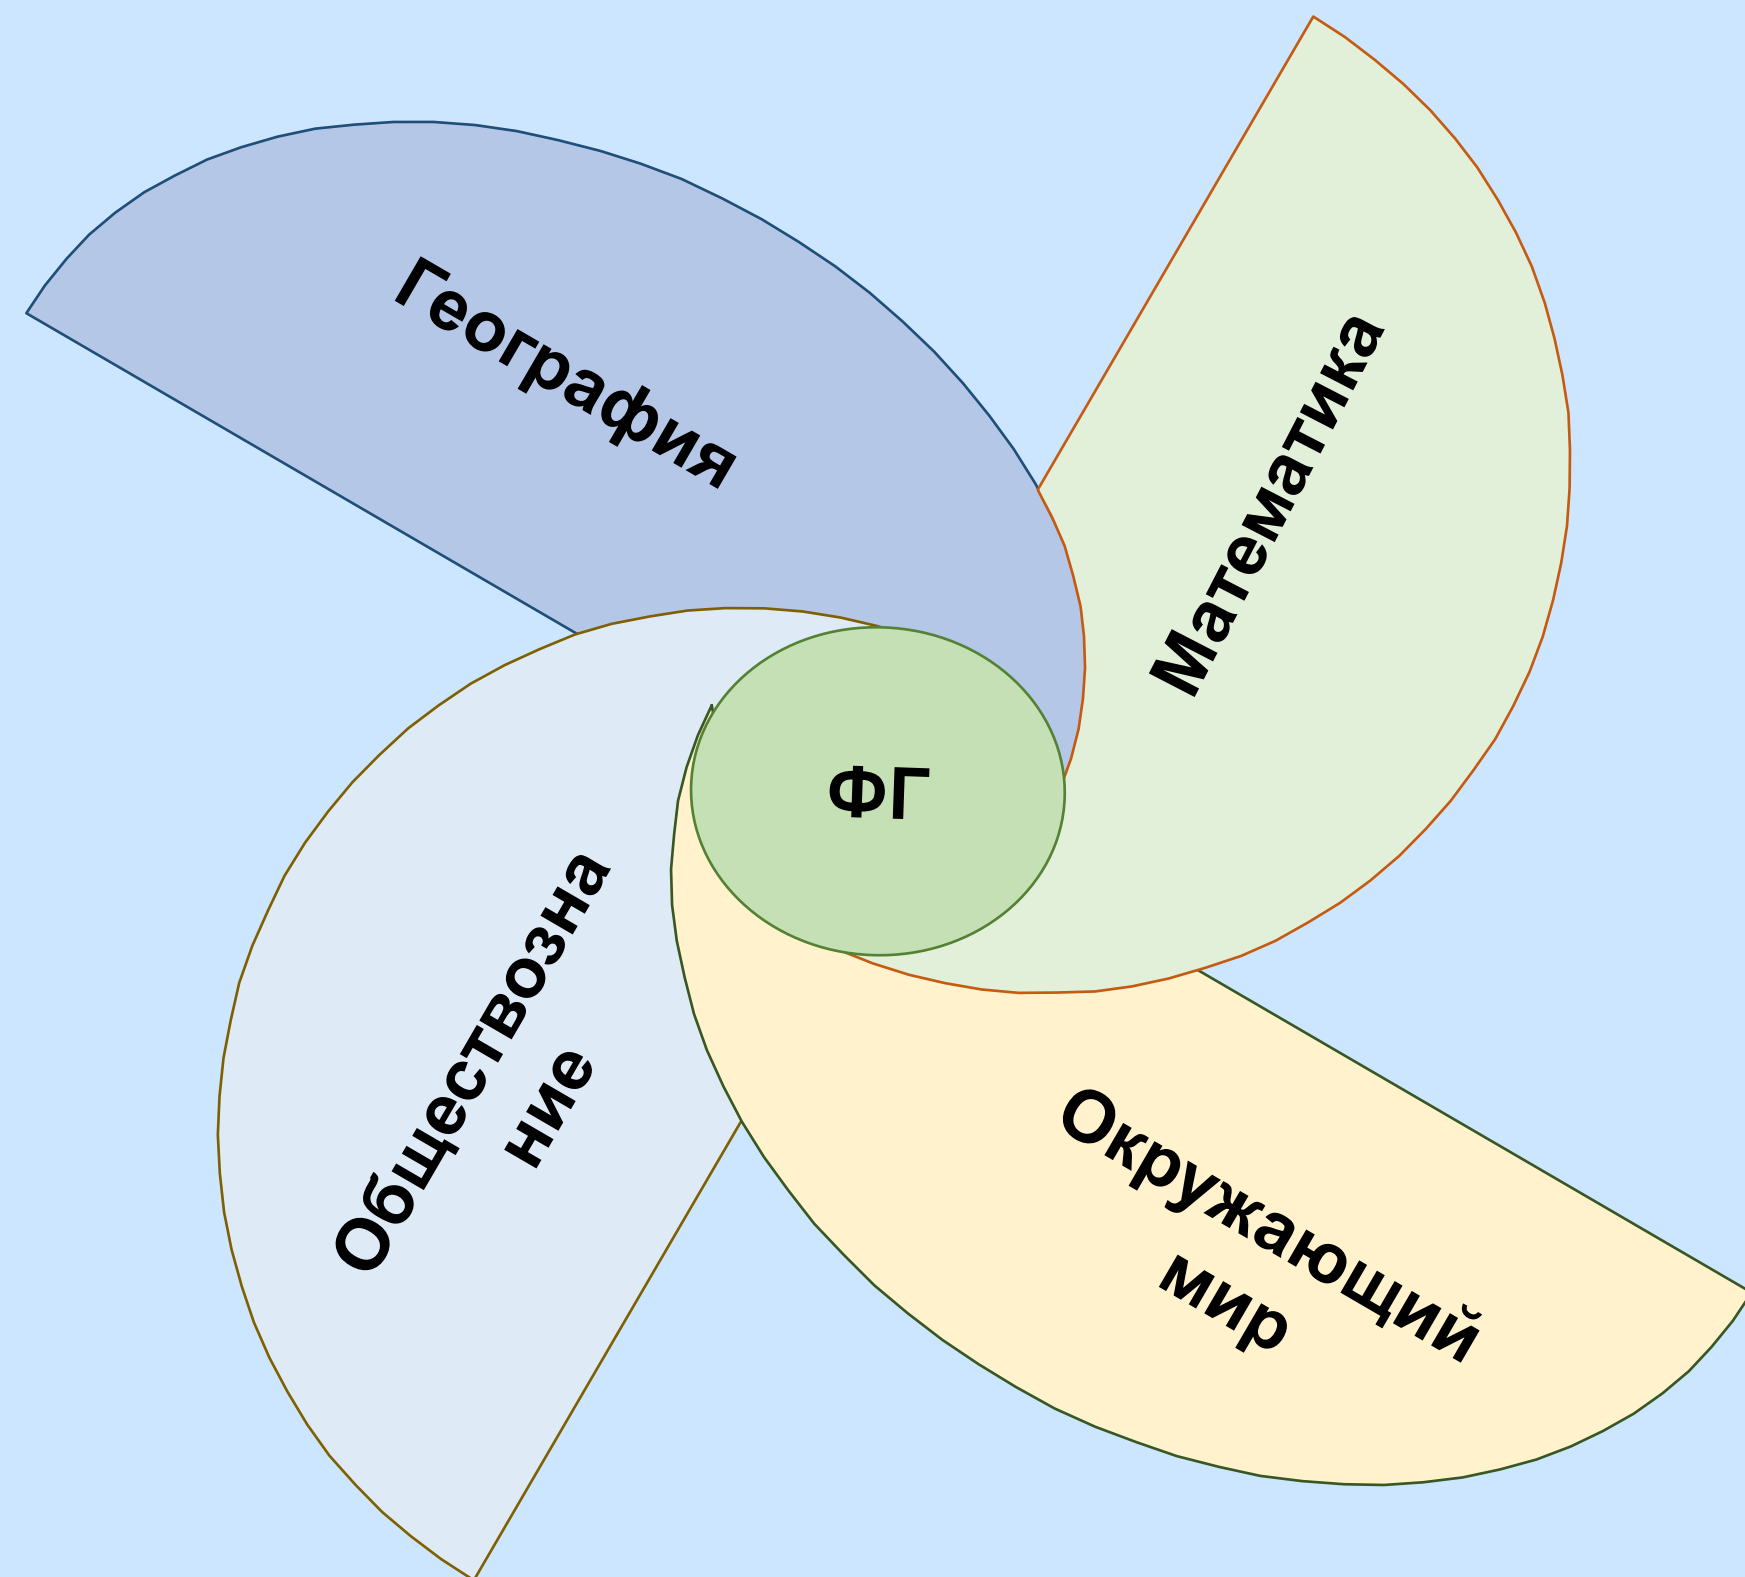 География
Математика
ФГ
Обществозна
ние
Окружающий
мир